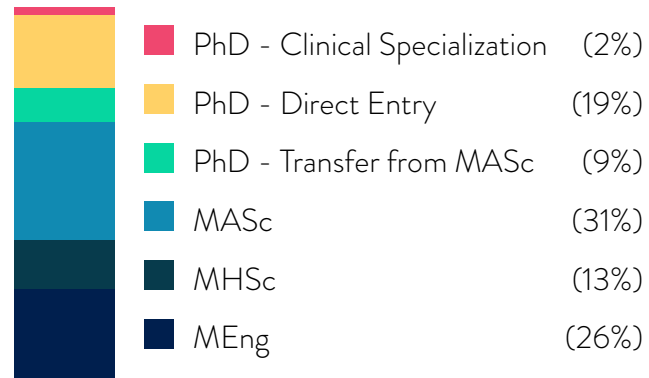 PhD - Clinical Specialization (2%)
PhD - Direct Entry (19%)
PhD - Transfer from MASc (9%)
MASc (31%)
MHSc (13%)
MEng (26%)